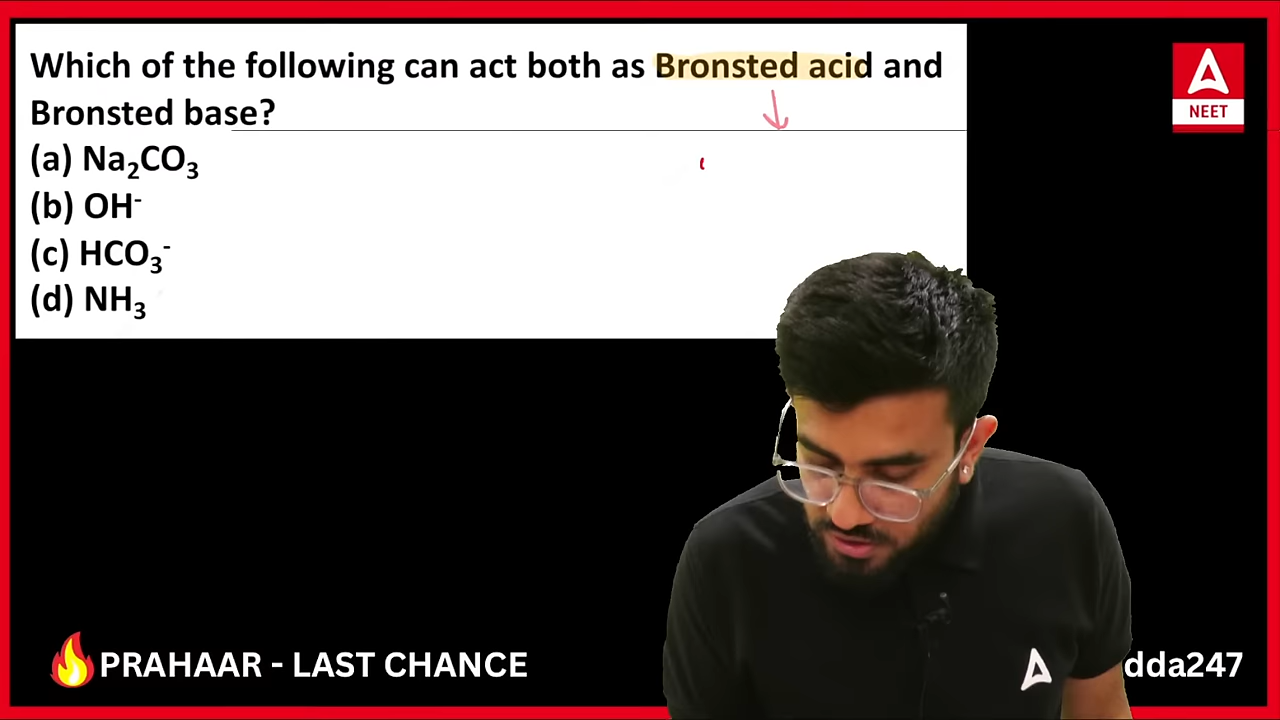 Which of the following can act both as Bronsted acid and
Bronsted base?
(a) Na₂CO₃
(b) OH⁻
(c) HCO₃⁻
(d) NH₃
NEET
PRAHAAR - LAST CHANCE
dda247